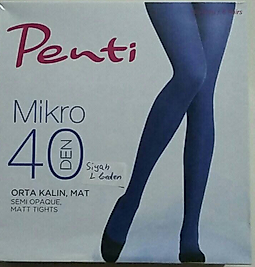 Penti
Mikro
40 DEN
Siyah
L beden
ORTA KALIN, MAT
SEMI OPAQUE,
MATT TIGHTS